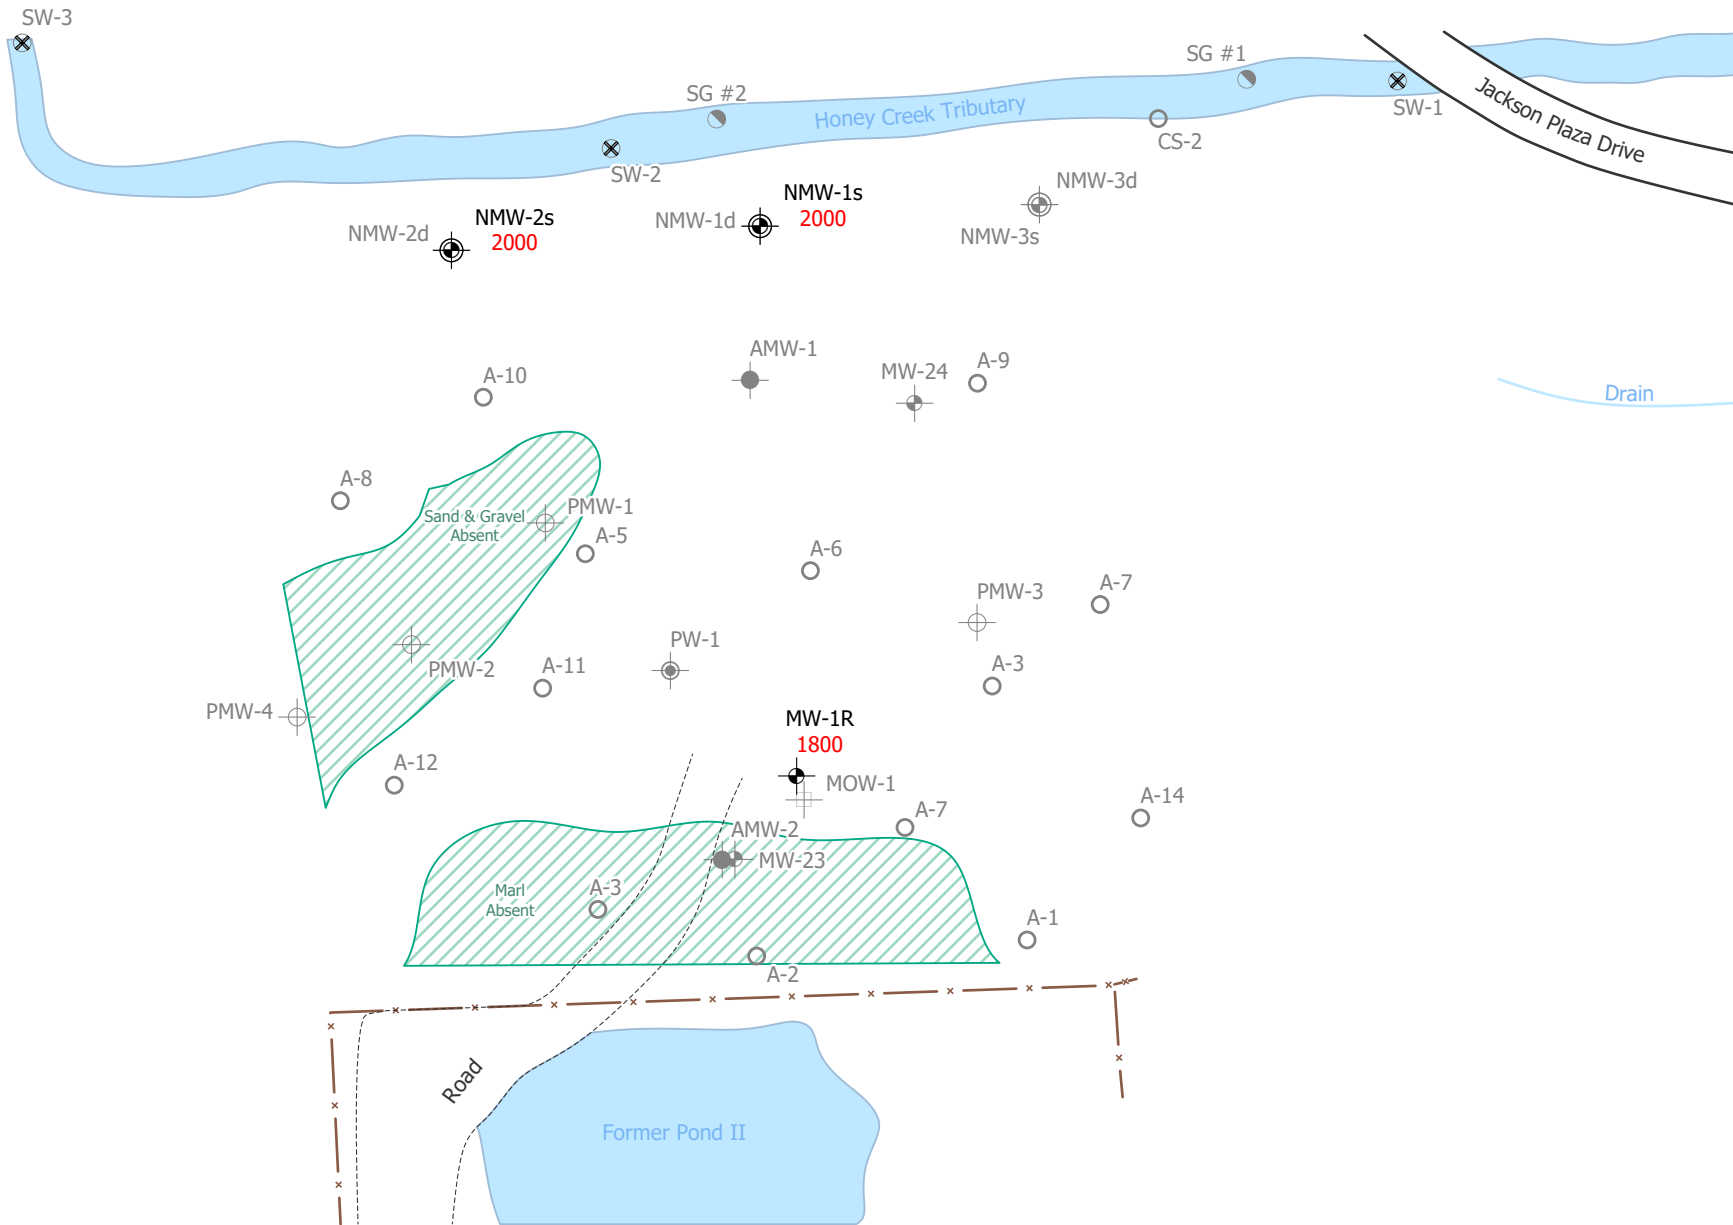 SW-3
SG #1
SG #2
Honey Creek Tributary
SW-1
Jackson Plaza Drive
CS-2
SW-2
NMW-3d
NMW-1s
2000
NMW-1d
NMW-2s
2000
NMW-2d
NMW-3s
AMW-1
A-9
MW-24
A-10
Drain
A-8
PMW-1
Sand & Gravel
Absent
A-5
A-6
PMW-3
A-7
PW-1
PMW-2
A-11
A-3
PMW-4
MW-1R
1800
A-12
MOW-1
A-7
A-14
AMW-2
MW-23
Marl
Absent
A-3
A-1
A-2
Road
Former Pond II